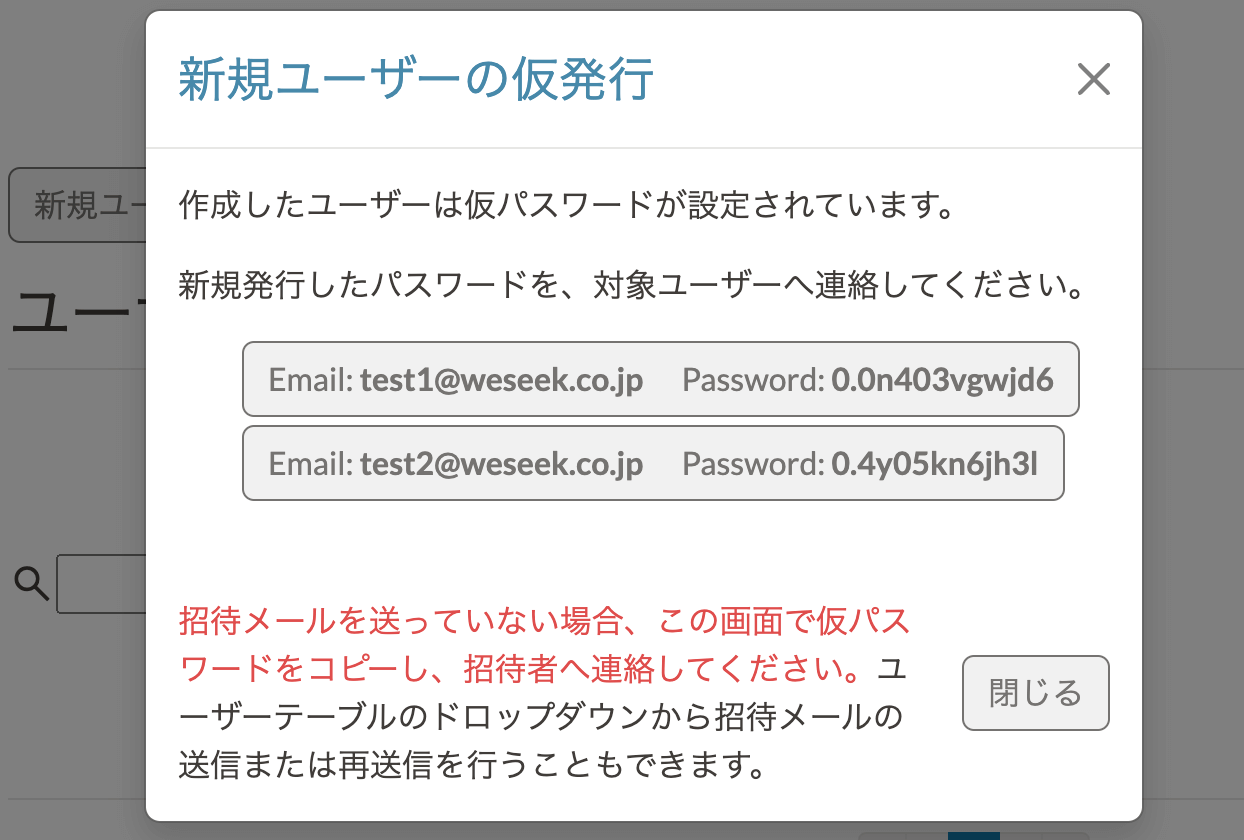 新規ユーザーの仮発行
作成したユーザーは仮パスワードが設定されています。
新規発行したパスワードを、対象ユーザーへ連絡してください。
Email: test1@weseek.co.jp Password: 0.0n403vgwjd6
Email: test2@weseek.co.jp Password: 0.4y05kn6jh3l
招待メールを送っていない場合、この画面で仮パス
ワードをコピーし、招待者へ連絡してください。ユ
ーザーテーブルのドロップダウンから招待メールの
送信または再送信を行うこともできます。
閉じる
新規ユー
ユー